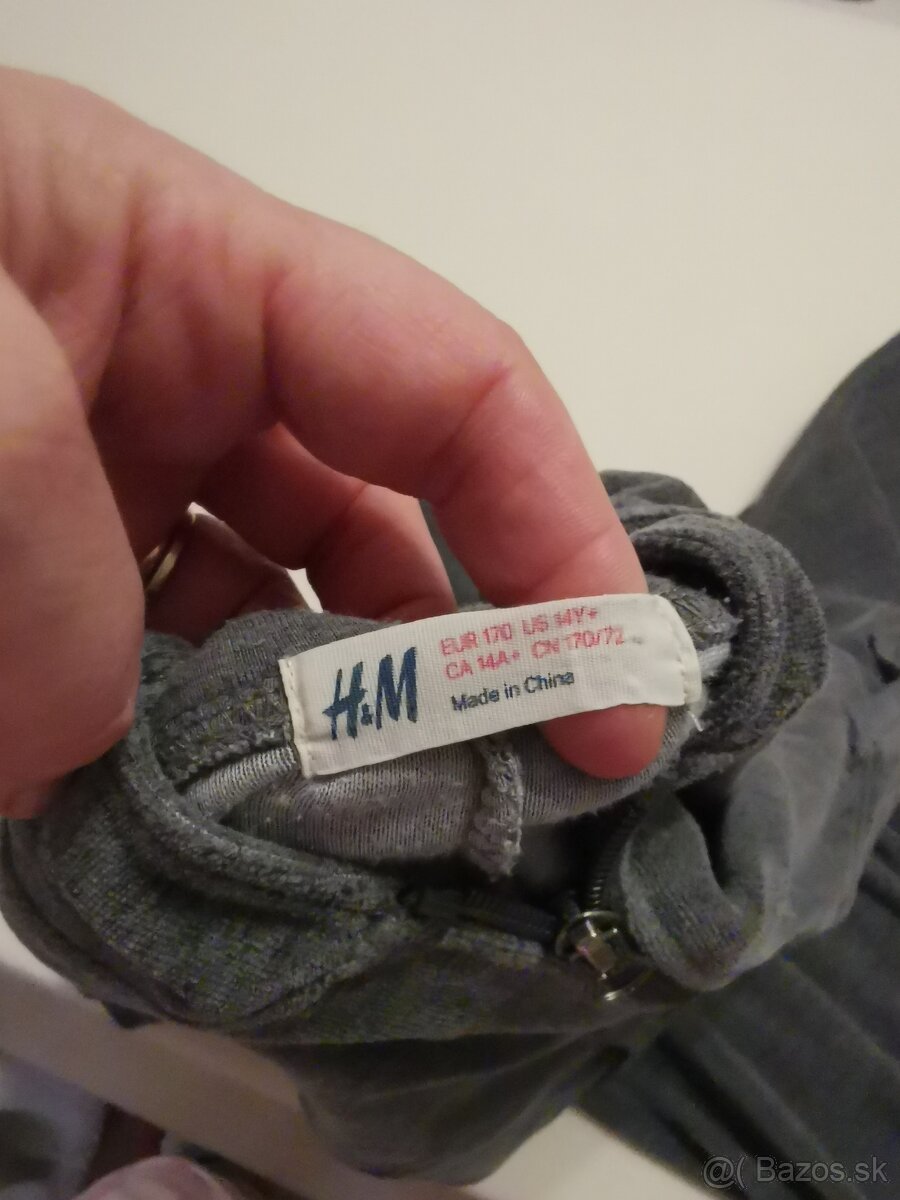 H&M
EUR 170 US 14Y+
CA 14A+ CN 170/72
Made in China
@( Bazos.sk